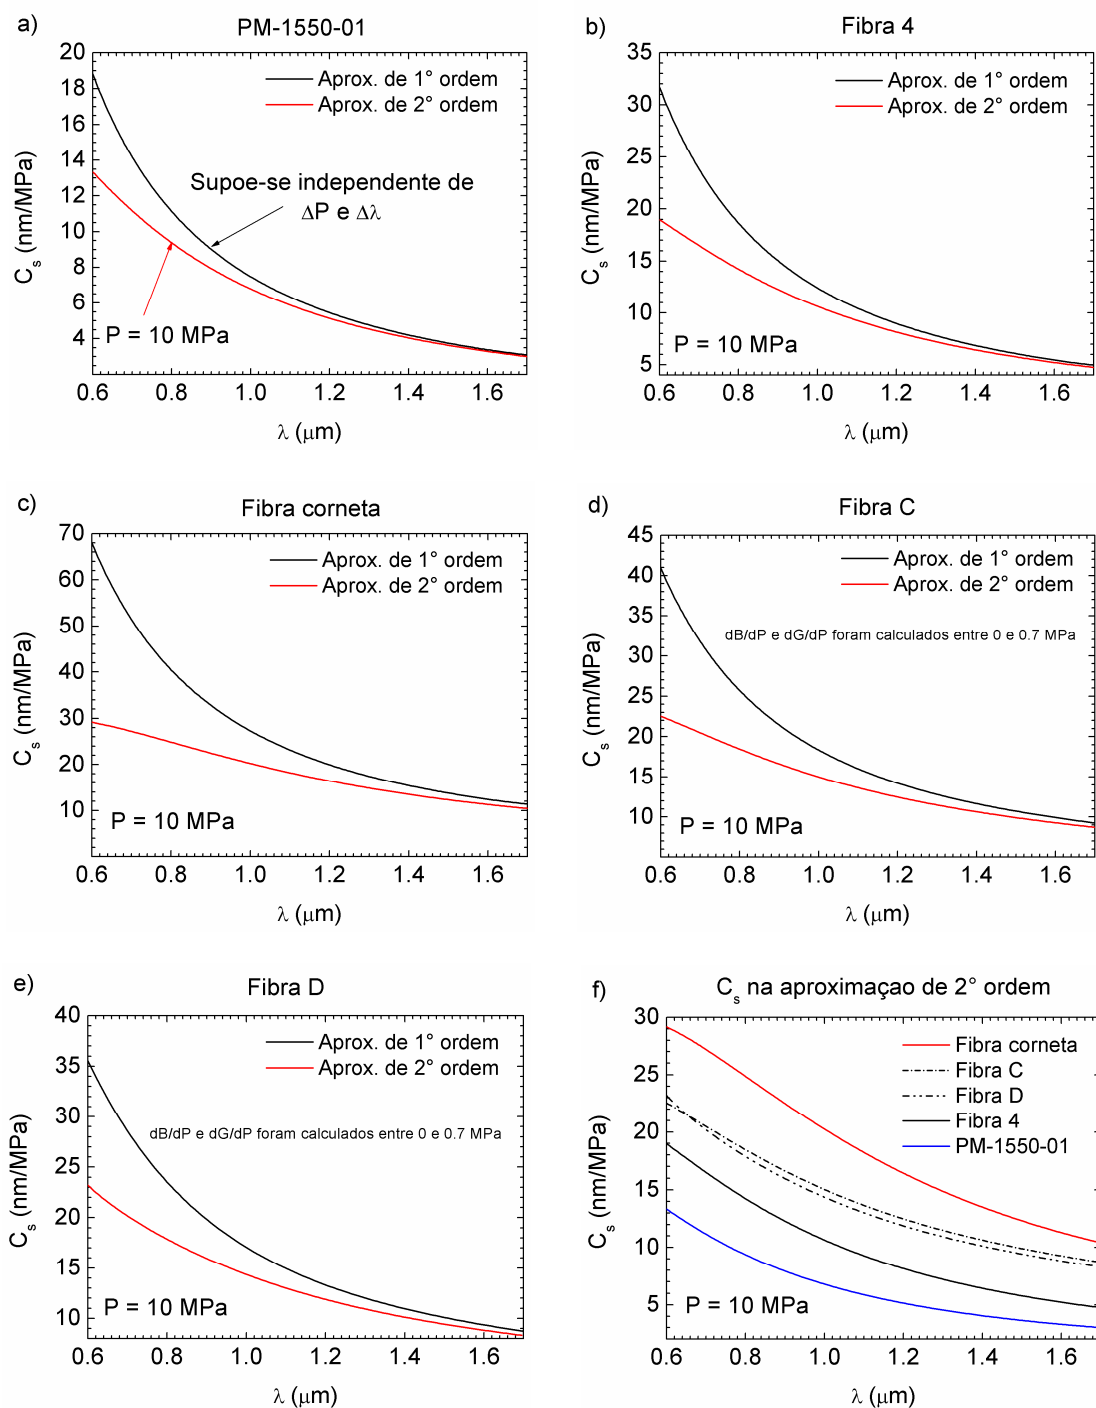 a)
PM-1550-01
20
18
16
14
12
10
8
6
4
C_s (nm/MPa)
Aprox. de 1° ordem
Aprox. de 2° ordem
Supoe-se independente de
ΔP e Δλ
P = 10 MPa
0.6 0.8 1.0 1.2 1.4 1.6
λ (μm)
b)
Fibra 4
35
30
25
20
15
10
5
C_s (nm/MPa)
Aprox. de 1° ordem
Aprox. de 2° ordem
P = 10 MPa
0.6 0.8 1.0 1.2 1.4 1.6
λ (μm)
c)
Fibra corneta
70
60
50
40
30
20
10
C_s (nm/MPa)
Aprox. de 1° ordem
Aprox. de 2° ordem
P = 10 MPa
0.6 0.8 1.0 1.2 1.4 1.6
λ (μm)
d)
Fibra C
45
40
35
30
25
20
15
10
C_s (nm/MPa)
Aprox. de 1° ordem
Aprox. de 2° ordem
dB/dP e dG/dP foram calculados entre 0 e 0.7 MPa
P = 10 MPa
0.6 0.8 1.0 1.2 1.4 1.6
λ (μm)
e)
Fibra D
40
35
30
25
20
15
10
C_s (nm/MPa)
Aprox. de 1° ordem
Aprox. de 2° ordem
dB/dP e dG/dP foram calculados entre 0 e 0.7 MPa
P = 10 MPa
0.6 0.8 1.0 1.2 1.4 1.6
λ (μm)
f)
C_s na aproximaçao de 2° ordem
30
25
20
15
10
5
C_s (nm/MPa)
Fibra corneta
Fibra C
Fibra D
Fibra 4
PM-1550-01
P = 10 MPa
0.6 0.8 1.0 1.2 1.4 1.6
λ (μm)